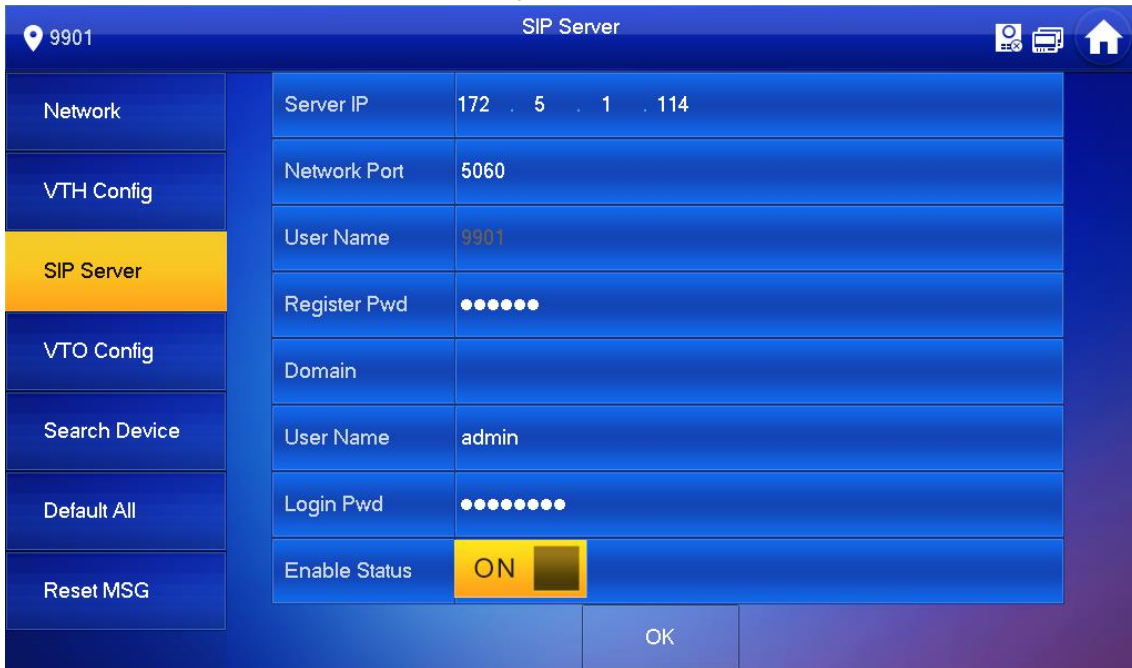 9901
SIP Server
Network
VTH Config
SIP Server
VTO Config
Search Device
Default All
Reset MSG
Server IP 172 . 5 . 1 . 114
Network Port 5060
User Name 9901
Register Pwd ●●●●●●
Domain
User Name admin
Login Pwd ●●●●●●●●
Enable Status ON
OK